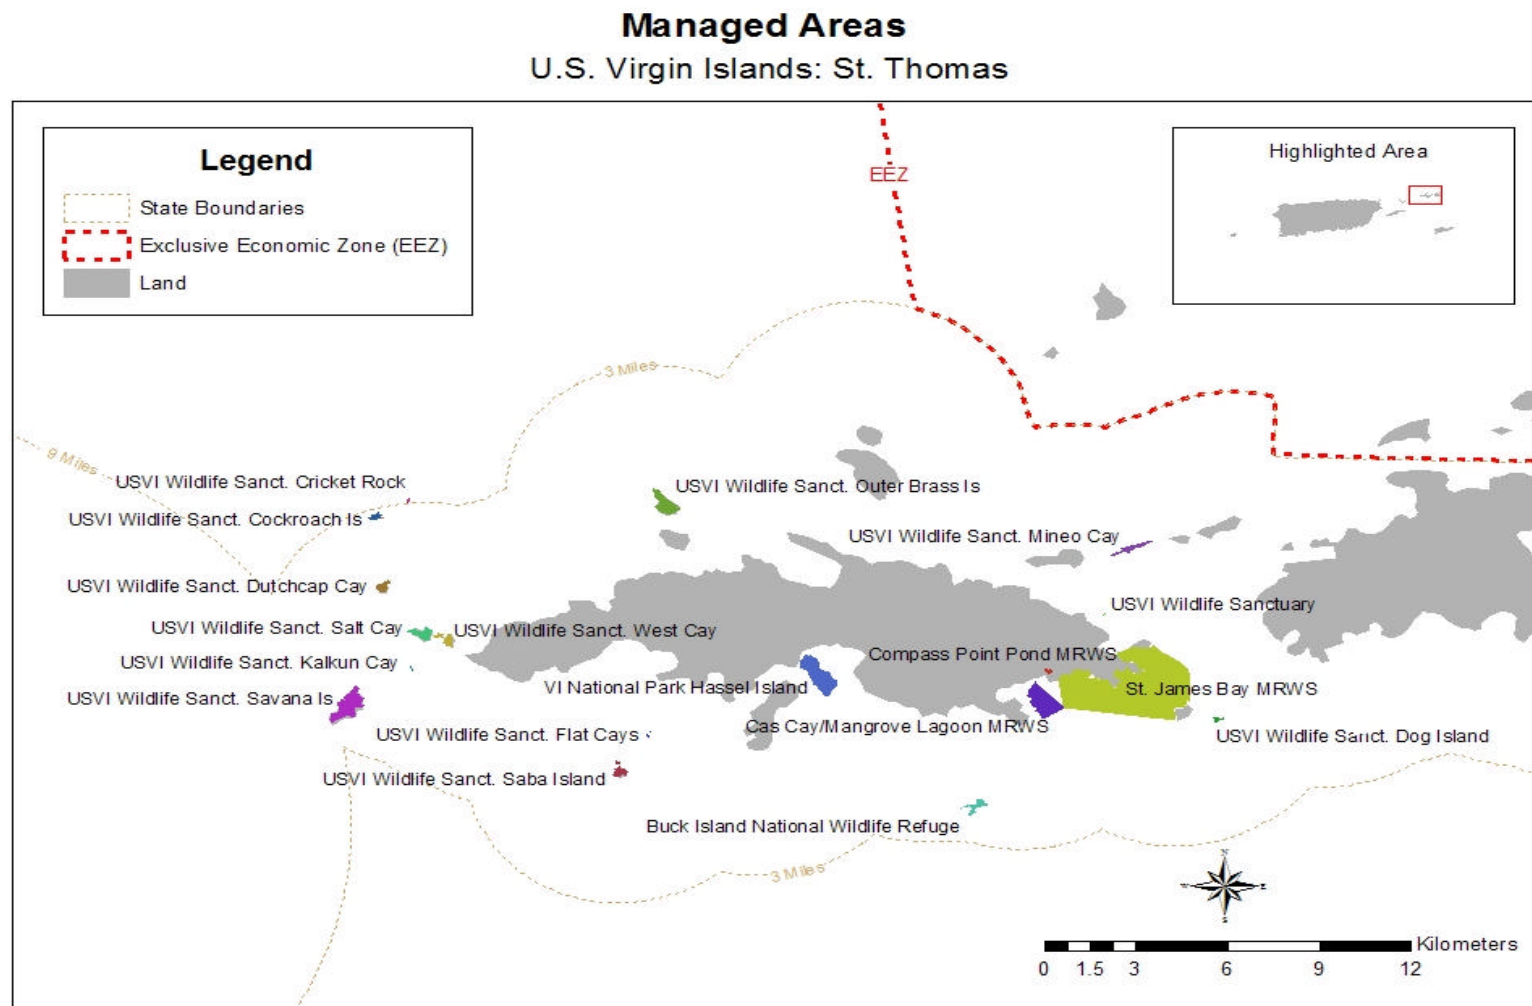 Managed Areas
U.S. Virgin Islands: St. Thomas
Legend
State Boundaries
Exclusive Economic Zone (EEZ)
Land
Highlighted Area
EEZ
3 Miles
9 Miles
USVI Wildlife Sanct. Cricket Rock
USVI Wildlife Sanct. Outer Brass Is
USVI Wildlife Sanct. Cockroach Is
USVI Wildlife Sanct. Mineo Cay
USVI Wildlife Sanct. Dutchcap Cay
USVI Wildlife Sanctuary
USVI Wildlife Sanct. Salt Cay
USVI Wildlife Sanct. West Cay
USVI Wildlife Sanct. Kalkun Cay
Compass Point Pond MRWS
VI National Park Hassel Island
St. James Bay MRWS
USVI Wildlife Sanct. Savana Is
Cas Cay/Mangrove Lagoon MRWS
USVI Wildlife Sanct. Flat Cays
USVI Wildlife Sanct. Dog Island
USVI Wildlife Sanct. Saba Island
Buck Island National Wildlife Refuge
3 Miles
N
W
E
S
Kilometers
0 1.5 3 6 9 12